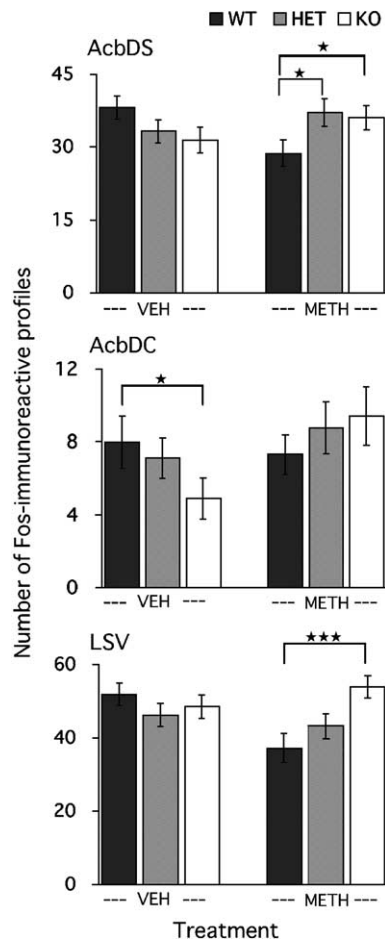 WT HET KO
AcbDS
★
★
45
30
15
0
--- VEH ---
--- METH ---
AcbDC
★
12
8
4
0
--- VEH ---
--- METH ---
LSV
★★★
60
40
20
0
--- VEH ---
--- METH ---
Number of Fos-immunoreactive profiles
Treatment